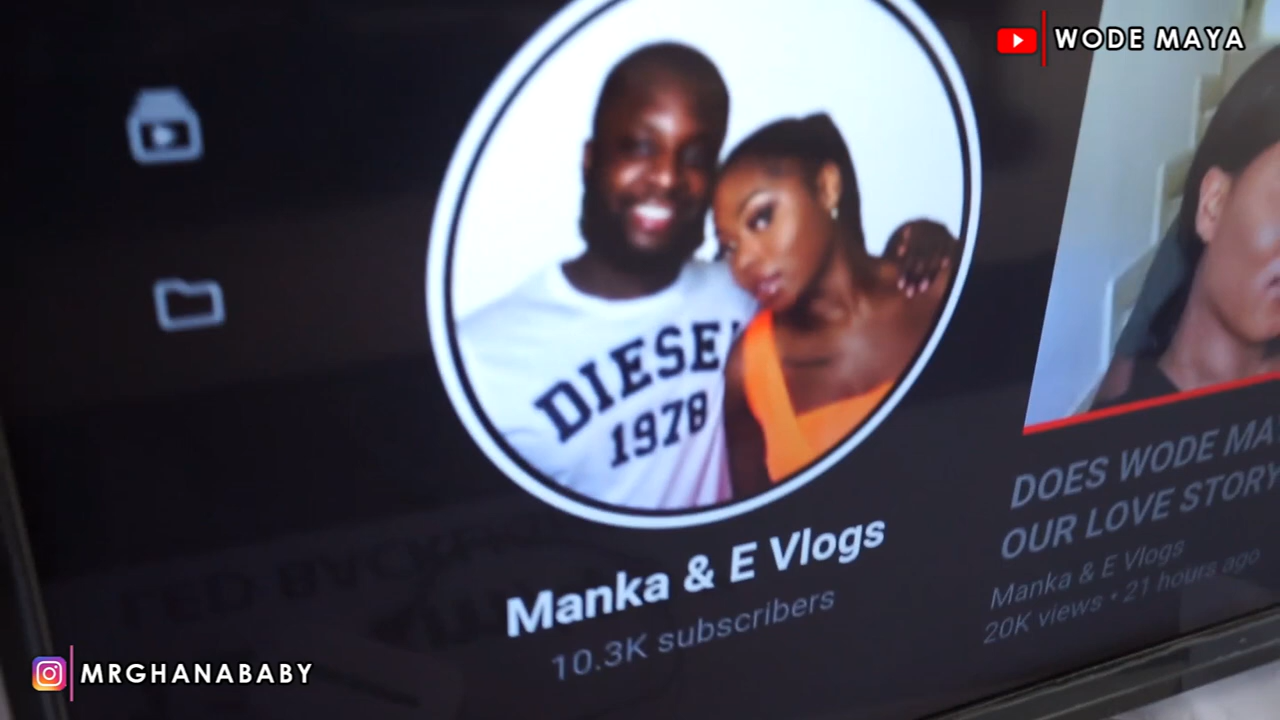 WODE MAYA
DIESE
1978
Manka & E Vlogs
10.3K subscribers
DOES WODE MA
OUR LOVE STORY
Manka & E Vlogs
20K views • 21 hours ago
MRGHANABABY